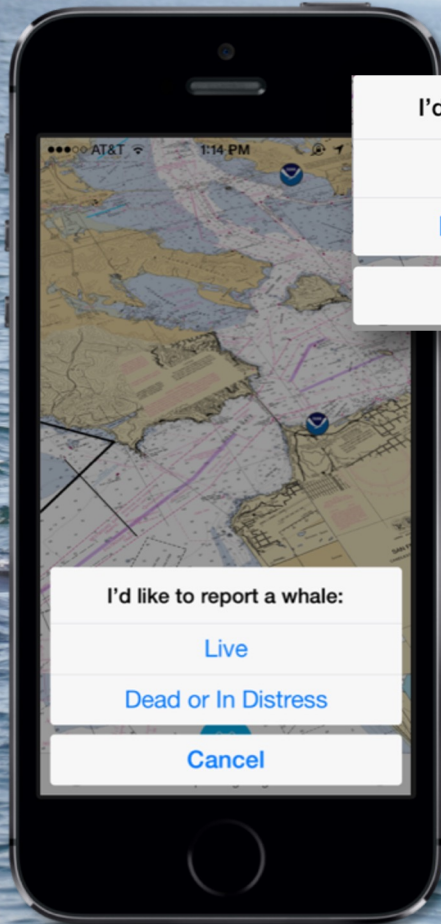 AT&T 1:14 PM
I'd
I'd like to report a whale:
Live
Dead or In Distress
Cancel